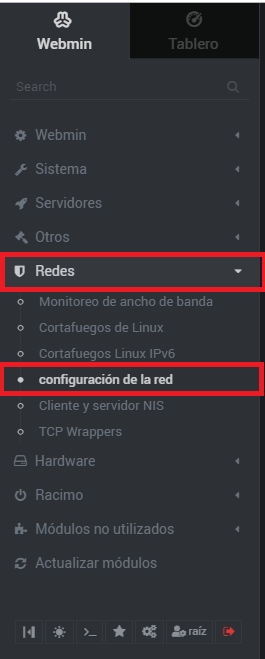 Webmin
Tablero
Search
Webmin
Sistema
Servidores
Otros
Redes
Monitoreo de ancho de banda
Cortafuegos de Linux
Cortafuegos Linux IPv6
configuración de la red
Cliente y servidor NIS
TCP Wrappers
Hardware
Racimo
Módulos no utilizados
Actualizar módulos
raíz